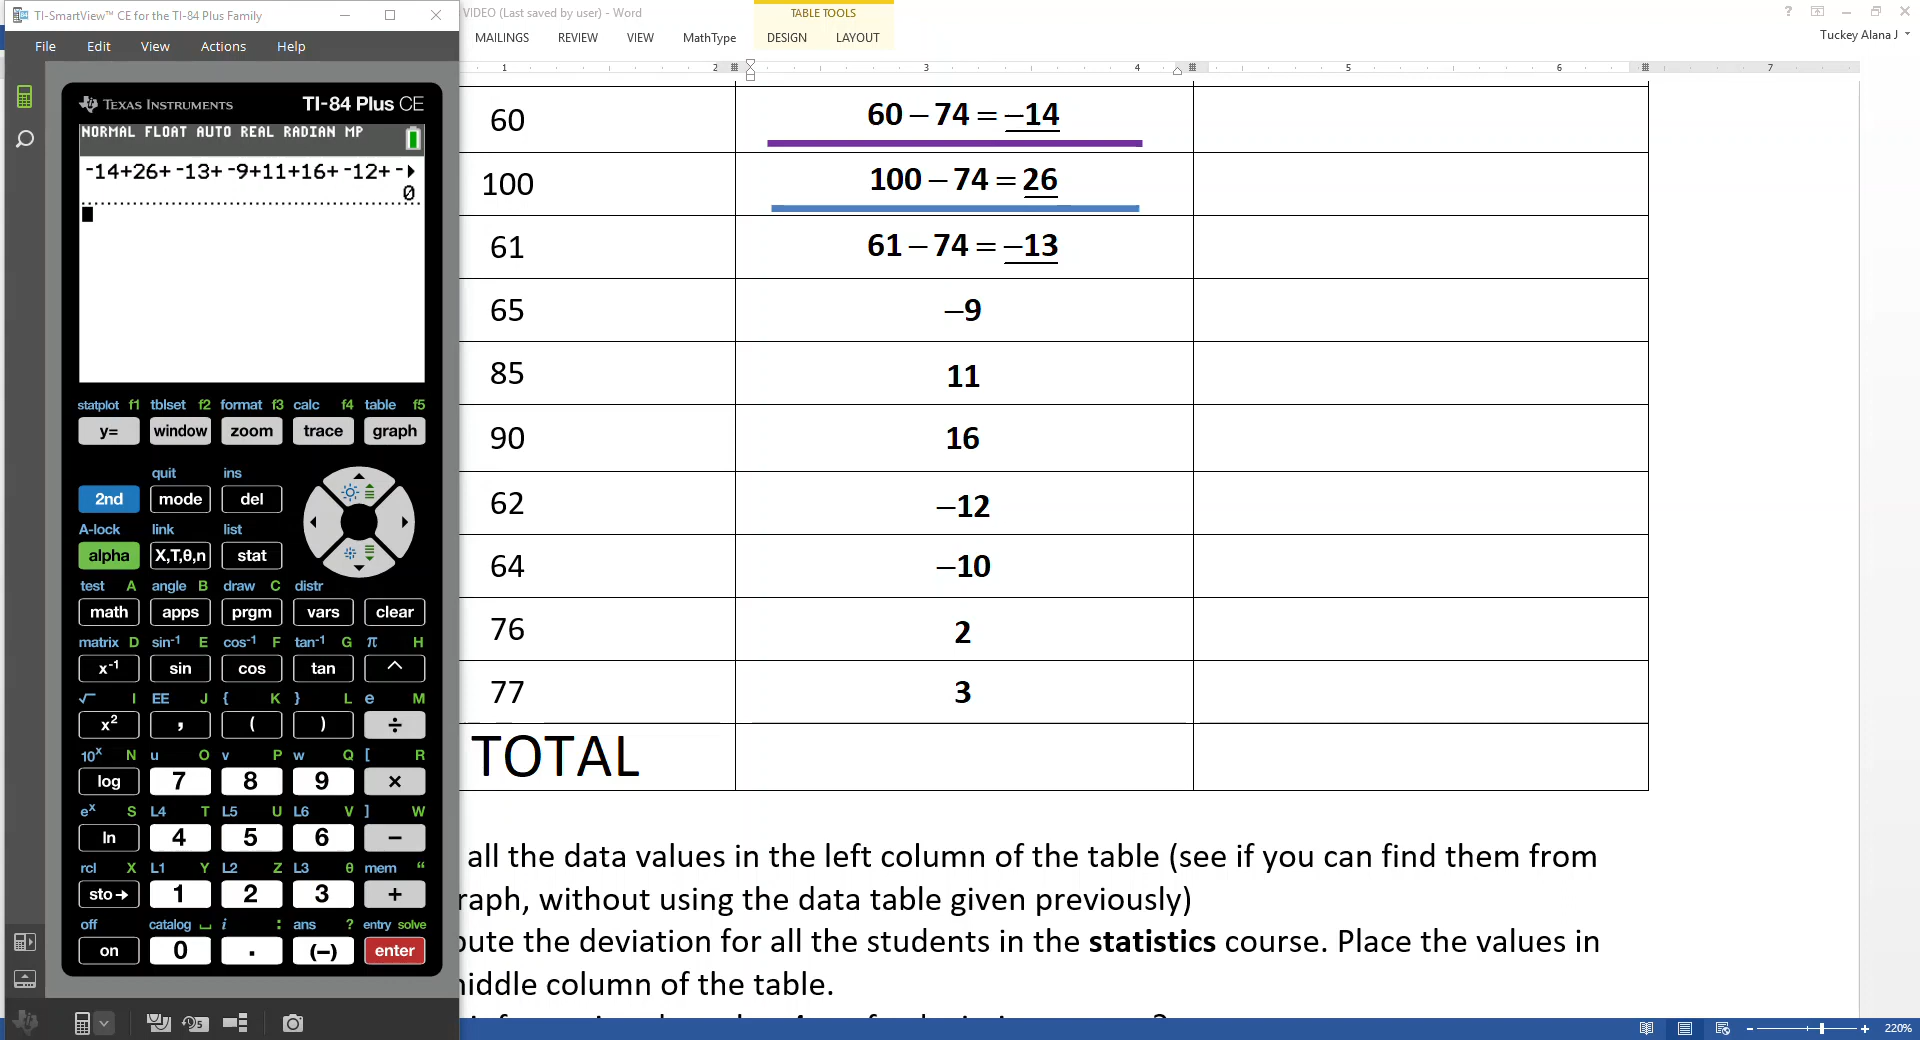 TI-SmartView™ CE for the TI-84 Plus Family
File Edit View Actions Help
TEXAS INSTRUMENTS TI-84 Plus CE
NORMAL FLOAT AUTO REAL RADIAN MP
-14+26+ -13+ -9+11+16+ -12+ -
0
statplot f1 tblset f2 format f3 calc f4 table f5
y= window zoom trace graph
quit ins
2nd mode del
A-lock link list
alpha X,T,θ,n stat
test A angle B draw C distr
math apps prgm vars clear
matrix D sin-1 E cos-1 F tan-1 G π H
x-1 sin cos tan ^
√ I EE J { K } L e M
x2 , ( ) ÷
10x N u O v P w Q [ R
log 7 8 9 ×
ex S L4 T L5 U L6 V ] W
ln 4 5 6 −
rcl X L1 Y L2 Z L3 θ mem “
sto→ 1 2 3 +
off catalog i : ans ? entry solve
on 0 . (−) enter
VIDEO (Last saved by user) - Word
TABLE TOOLS
MAILINGS REVIEW VIEW MathType DESIGN LAYOUT
Tuckey Alana J
1 2 3 4 5 6 7
60 60 − 74 = −14
100 100 − 74 = 26
61 61 − 74 = −13
65 −9
85 11
90 16
62 −12
64 −10
76 2
77 3
TOTAL
all the data values in the left column of the table (see if you can find them from
raph, without using the data table given previously)
ute the deviation for all the students in the statistics course. Place the values in
iddle column of the table.
220%